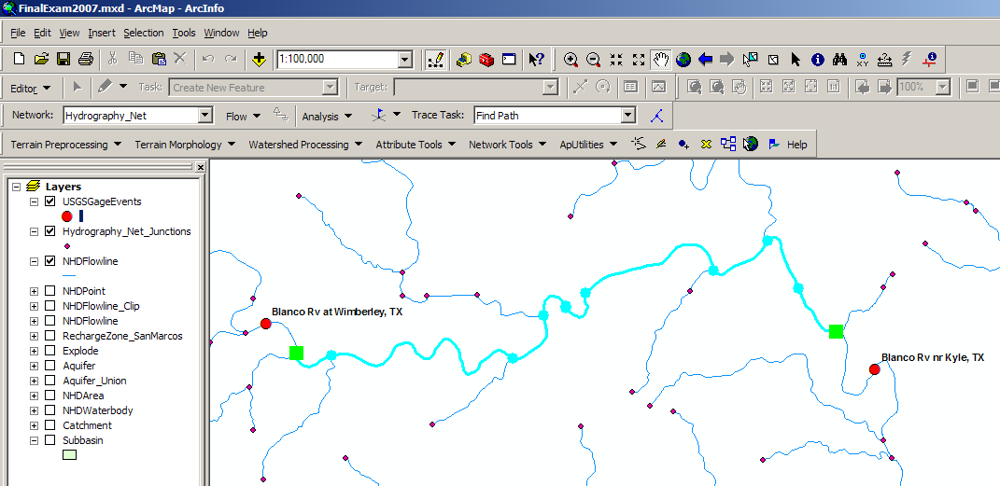 FinalExam2007.mxd - ArcMap - ArcInfo
File Edit View Insert Selection Tools Window Help
1:100,000
Editor Task: Create New Feature Target: 100%
Network: Hydrography_Net Flow Analysis Trace Task: Find Path
Terrain Preprocessing Terrain Morphology Watershed Processing Attribute Tools Network Tools ApUtilities Help
Layers
USGSGageEvents
Hydrography_Net_Junctions
NHDFlowline
NHDPoint
NHDFlowline_Clip
NHDFlowline
RechargeZone_SanMarcos
Explode
Aquifer
Aquifer_Union
NHDArea
NHDWaterbody
Catchment
Subbasin
Blanco Rv at Wimberley, TX
Blanco Rv nr Kyle, TX